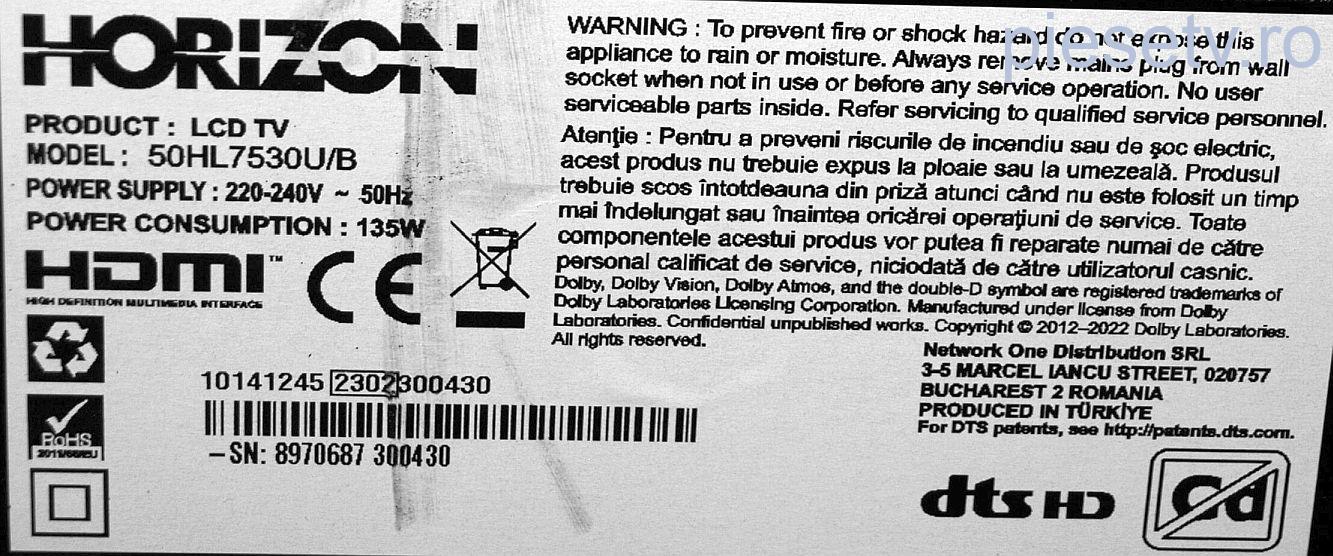 HORIZON
PRODUCT : LCD TV
MODEL : 50HL7530U/B
POWER SUPPLY : 220-240V ~ 50Hz
POWER CONSUMPTION : 135W
HDMI™
HIGH DEFINITION MULTIMEDIA INTERFACE
CE
RoHS
2011/65/EU
10141245 2302 300430
–SN: 8970687 300430
WARNING : To prevent fire or shock hazard do not expose this
appliance to rain or moisture. Always remove mains plug from wall
socket when not in use or before any service operation. No user
serviceable parts inside. Refer servicing to qualified service personnel.
Atenţie : Pentru a preveni riscurile de incendiu sau de şoc electric,
acest produs nu trebuie expus la ploaie sau la umezeală. Produsul
trebuie scos întotdeauna din priză atunci când nu este folosit un timp
mai îndelungat sau înaintea oricărei operaţiuni de service. Toate
componentele acestui produs vor putea fi reparate numai de către
personal calificat de service, niciodată de către utilizatorul casnic.
Dolby, Dolby Vision, Dolby Atmos, and the double-D symbol are registered trademarks of
Dolby Laboratories Licensing Corporation. Manufactured under license from Dolby
Laboratories. Confidential unpublished works. Copyright © 2012–2022 Dolby Laboratories.
All rights reserved.
Network One Distribution SRL
3-5 MARCEL IANCU STREET, 020757
BUCHAREST 2 ROMANIA
PRODUCED IN TÜRKİYE
For DTS patents, see http://patents.dts.com.
dts HD
Cd
piesetv.ro